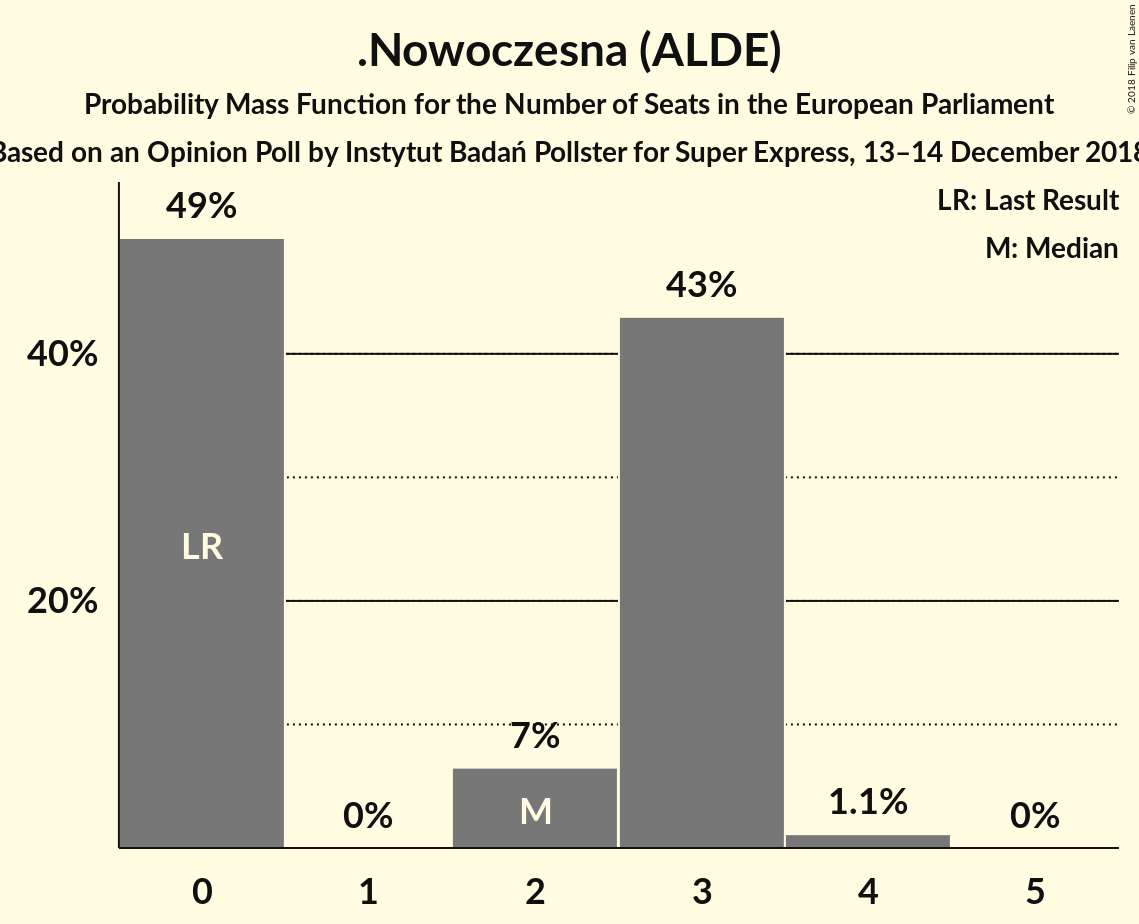 .Nowoczesna (ALDE)
Probability Mass Function for the Number of Seats in the European Parliament
Based on an Opinion Poll by Instytut Badań Pollster for Super Express, 13–14 December 2018
© 2018 Filip van Laenen
LR: Last Result
M: Median
49%
43%
40%
LR
20%
7%
M
1.1%
0%
0%
0 1 2 3 4 5